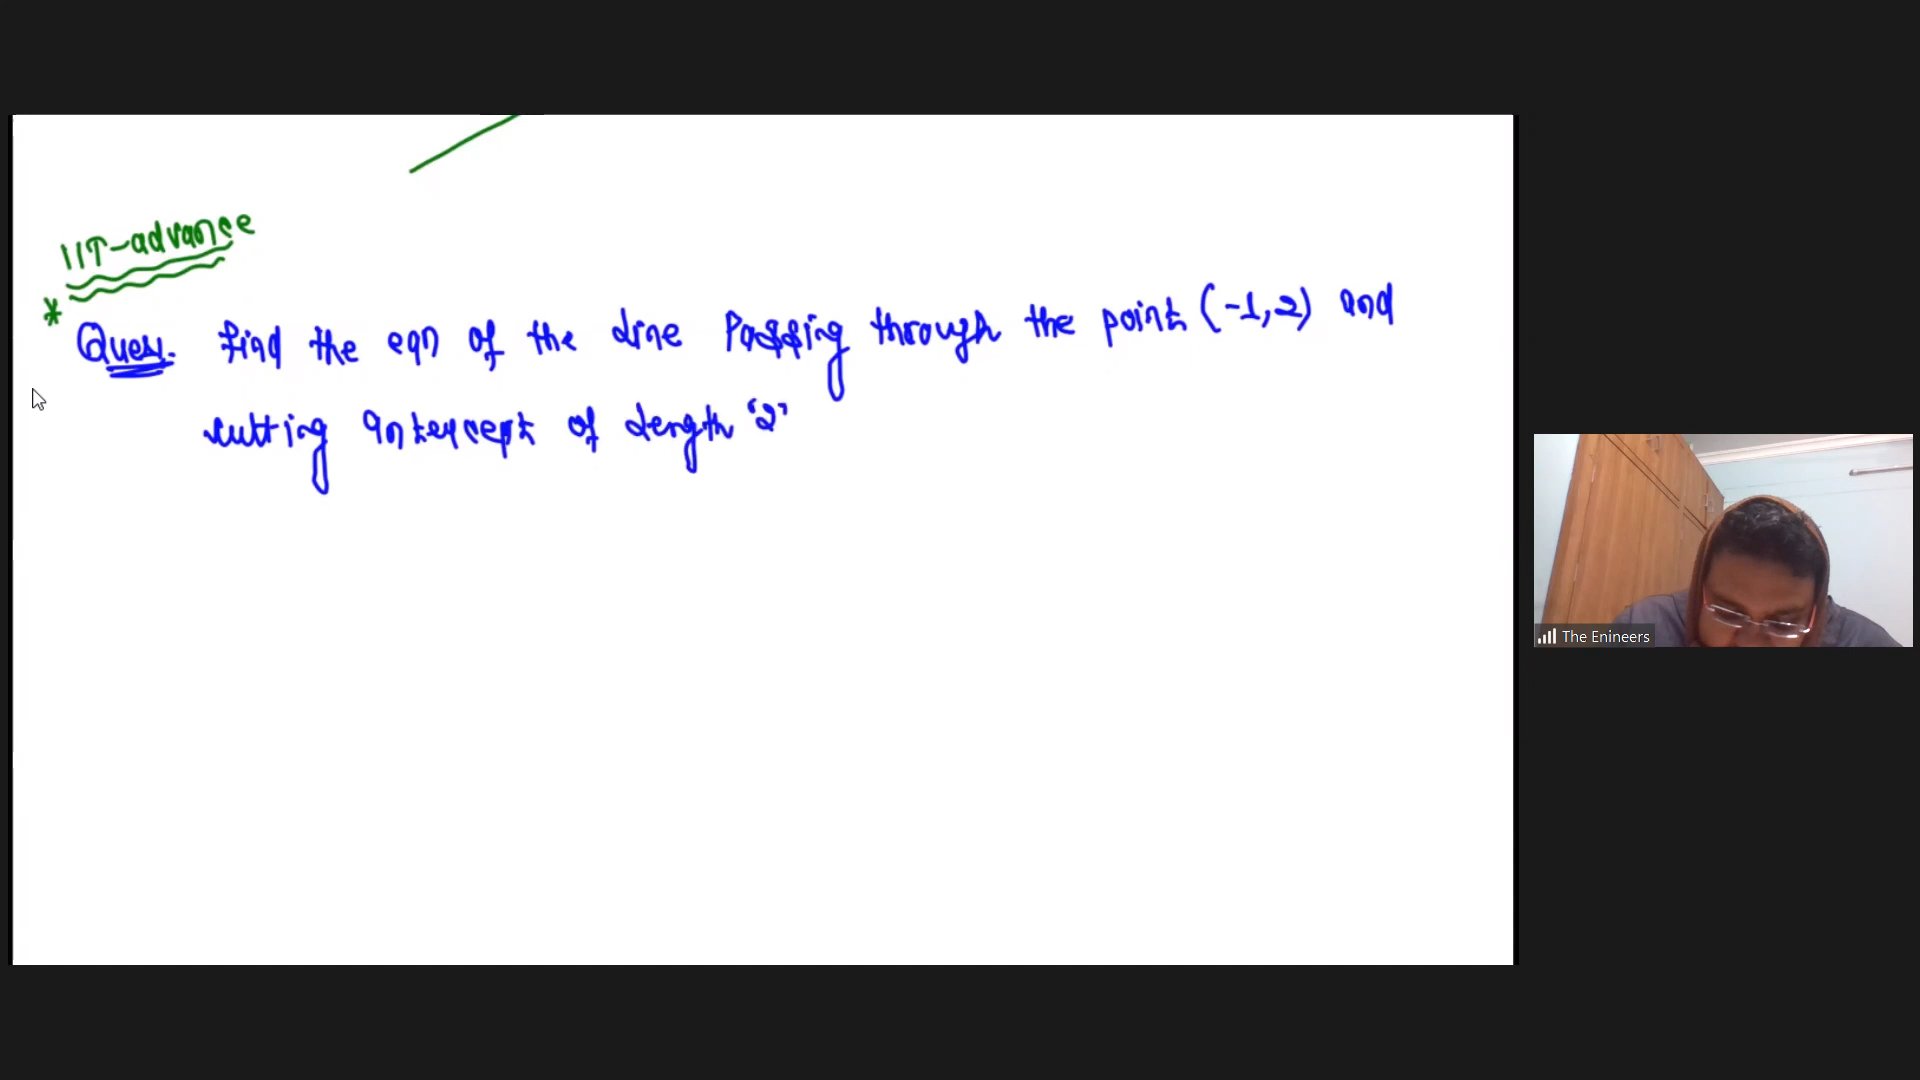 IIT-advance
* Ques. Find the eqn of the line Passing through the point (-1,2) and
cutting Intercept of length '2'
The Enineers